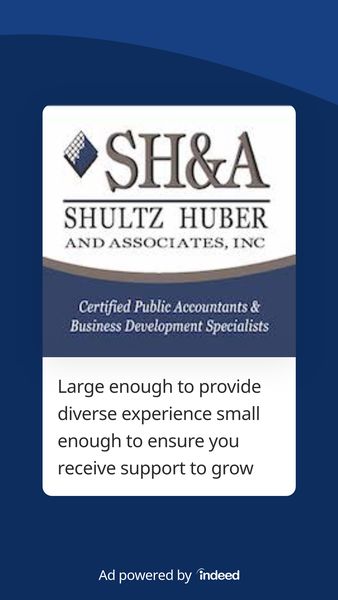 SH&A
SHULTZ HUBER
AND ASSOCIATES, INC
Certified Public Accountants &
Business Development Specialists
Large enough to provide
diverse experience small
enough to ensure you
receive support to grow
Ad powered by indeed